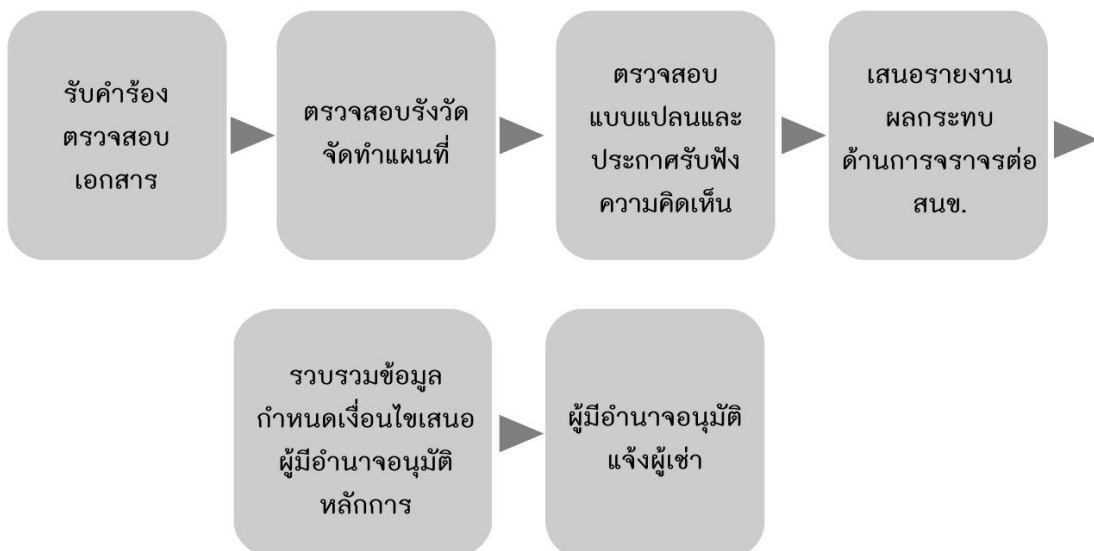 รับคำร้อง
ตรวจสอบ
เอกสาร
ตรวจสอบรังวัด
จัดทำแผนที่
ตรวจสอบ
แบบแปลนและ
ประกาศรับฟัง
ความคิดเห็น
เสนอรายงาน
ผลกระทบ
ด้านการจราจรต่อ
สนข.
รวบรวมข้อมูล
กำหนดเงื่อนไขเสนอ
ผู้มีอำนาจอนุมัติ
หลักการ
ผู้มีอำนาจอนุมัติ
แจ้งผู้เช่า